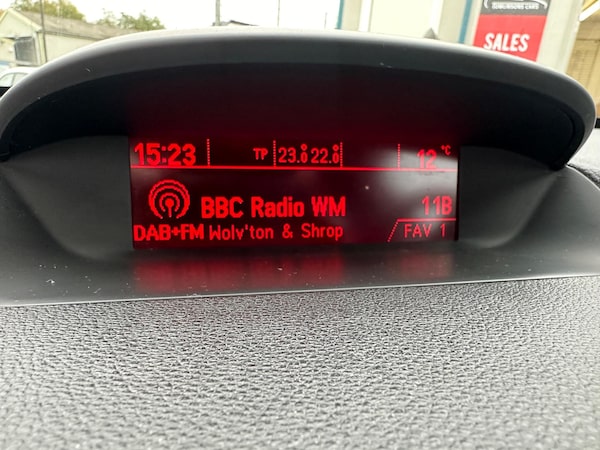 SALES
15:23 TP 23.0 22.0 12 °C
BBC Radio WM 11B
DAB+FM Wolv'ton & Shrop FAV 1